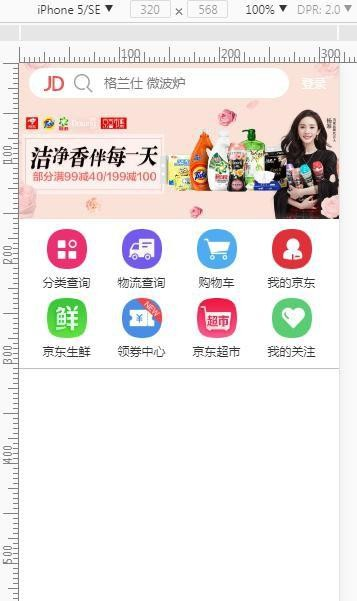 iPhone 5/SE ▼ 320 × 568 100% ▼ DPR: 2.0 ▼
100 200 300
JD 格兰仕 微波炉 登录
洁净香伴每一天
部分满99减40/199减100
100
200
300
400
500
分类查询 物流查询 购物车 我的京东
鲜 NEW 超市
京东生鲜 领券中心 京东超市 我的关注